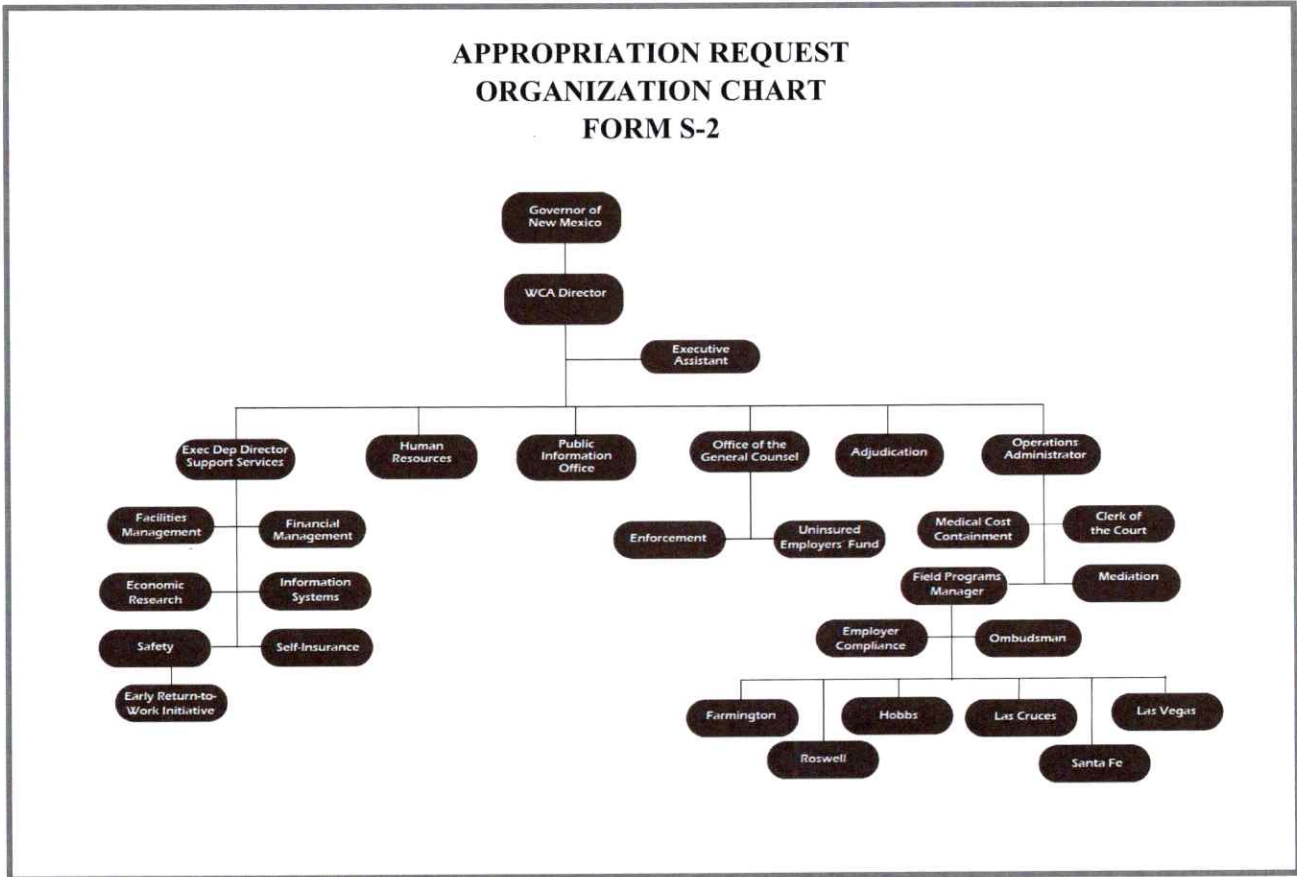 APPROPRIATION REQUEST
ORGANIZATION CHART
FORM S-2
Governor of
New Mexico
WCA Director
Executive
Assistant
Exec Dep Director
Support Services
Human
Resources
Public
Information
Office
Office of the
General Counsel
Adjudication
Operations
Administrator
Facilities
Management
Financial
Management
Enforcement
Uninsured
Employers' Fund
Medical Cost
Containment
Clerk of
the Court
Economic
Research
Information
Systems
Field Programs
Manager
Mediation
Safety
Self-Insurance
Employer
Compliance
Ombudsman
Early Return-to-
Work Initiative
Farmington
Roswell
Hobbs
Las Cruces
Santa Fe
Las Vegas